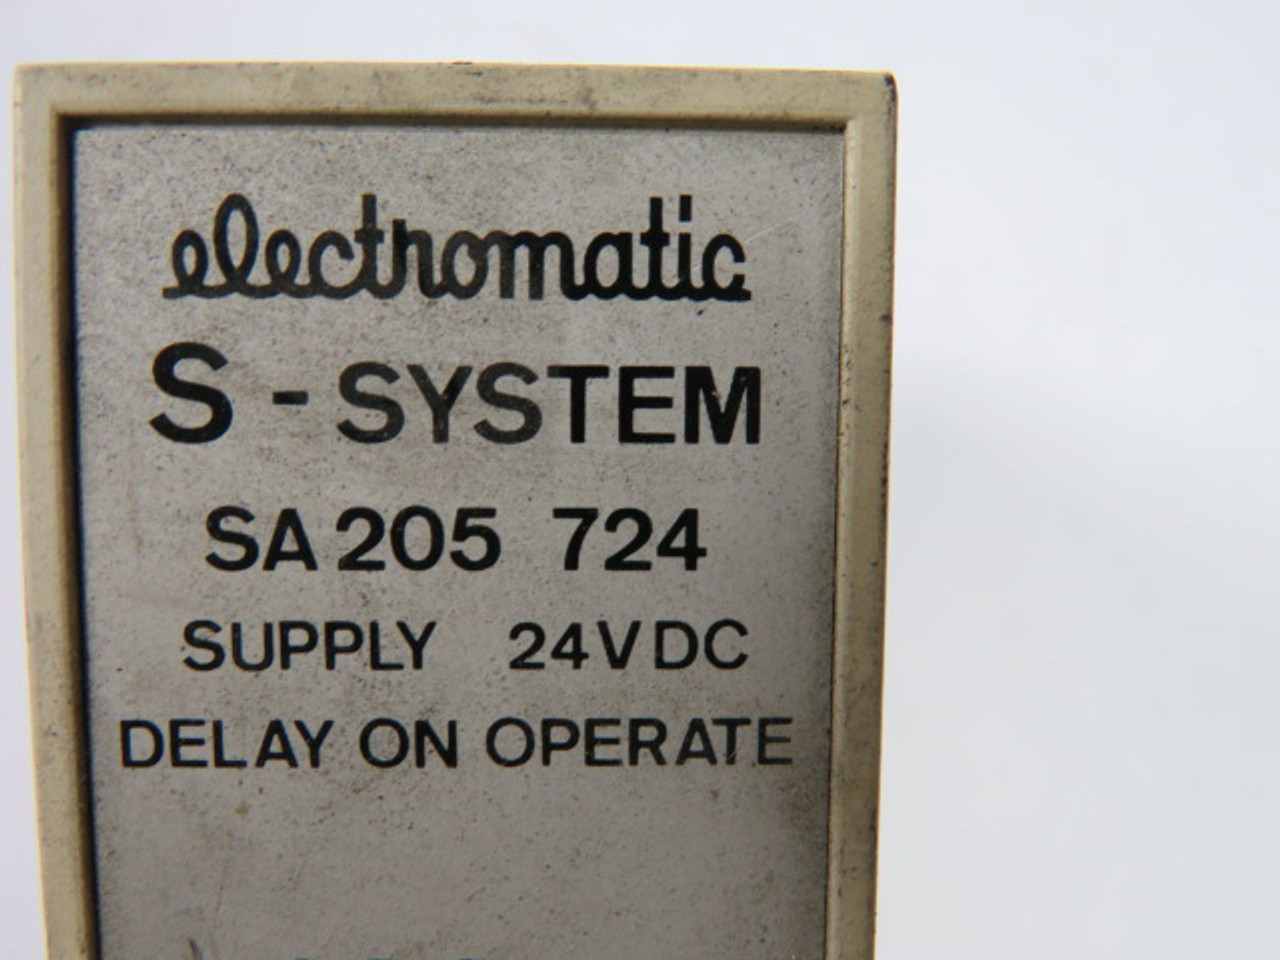 electromatic
S - SYSTEM
SA 205 724
SUPPLY 24VDC
DELAY ON OPERATE